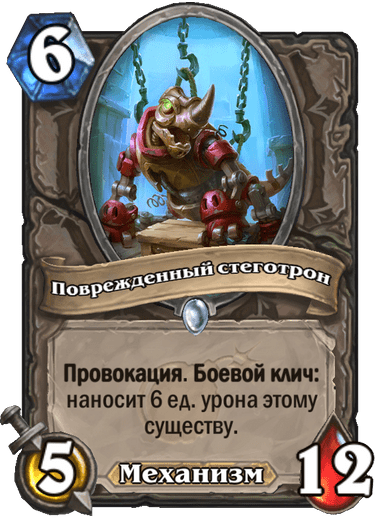 6
Поврежденный стеготрон
Провокация. Боевой клич:
наносит 6 ед. урона этому
существу.
5
Механизм
12